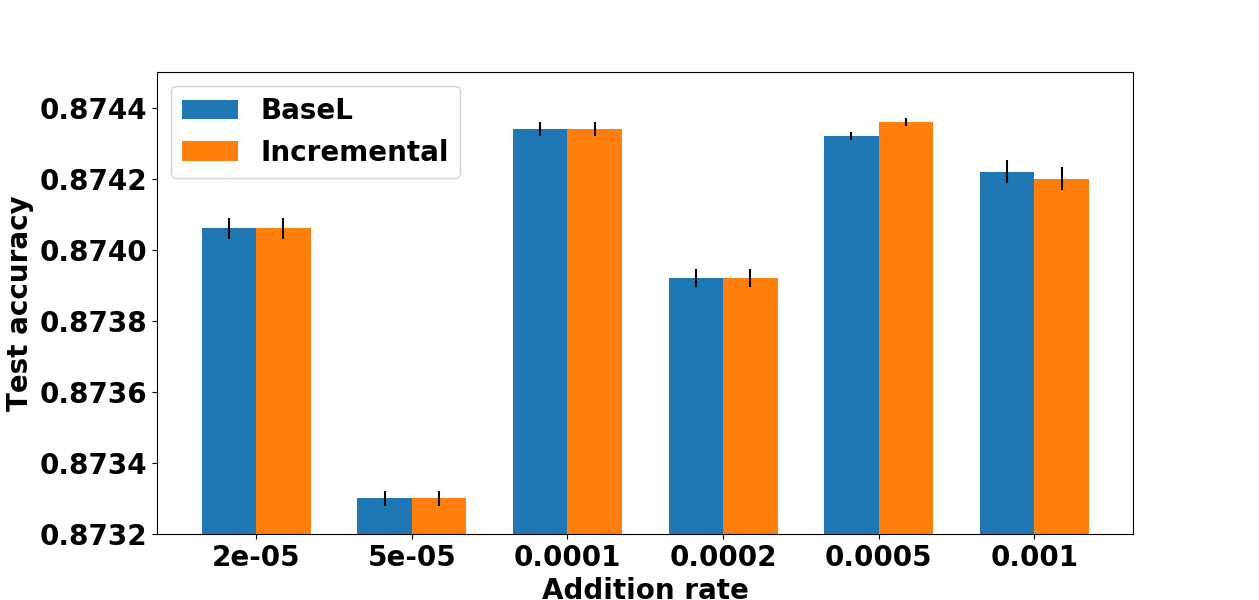 BaseL
Incremental
Test accuracy
0.8744
0.8742
0.8740
0.8738
0.8736
0.8734
0.8732
2e-05 5e-05 0.0001 0.0002 0.0005 0.001
Addition rate